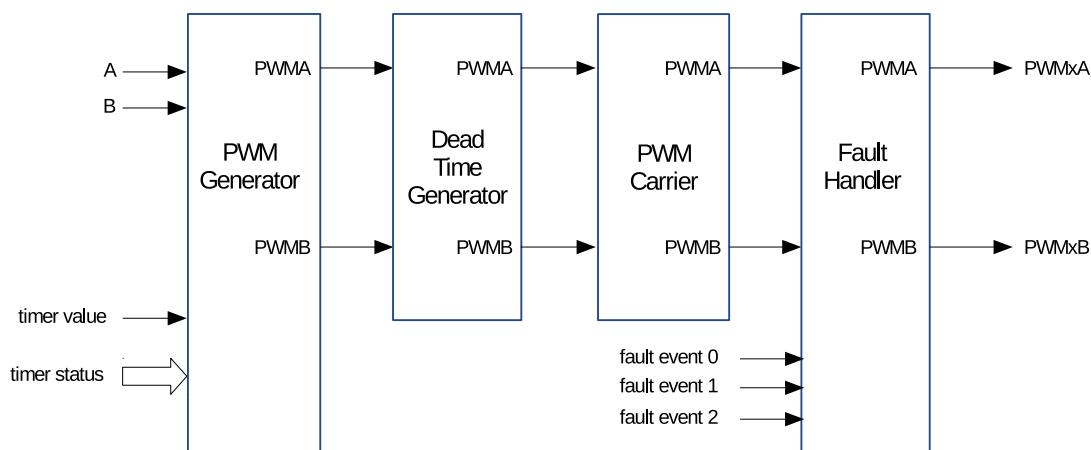 A
B
timer value
timer status
PWMA
PWM
Generator
PWMB
PWMA
Dead
Time
Generator
PWMB
PWMA
PWM
Carrier
PWMB
fault event 0
fault event 1
fault event 2
PWMA
Fault
Handler
PWMB
PWMxA
PWMxB